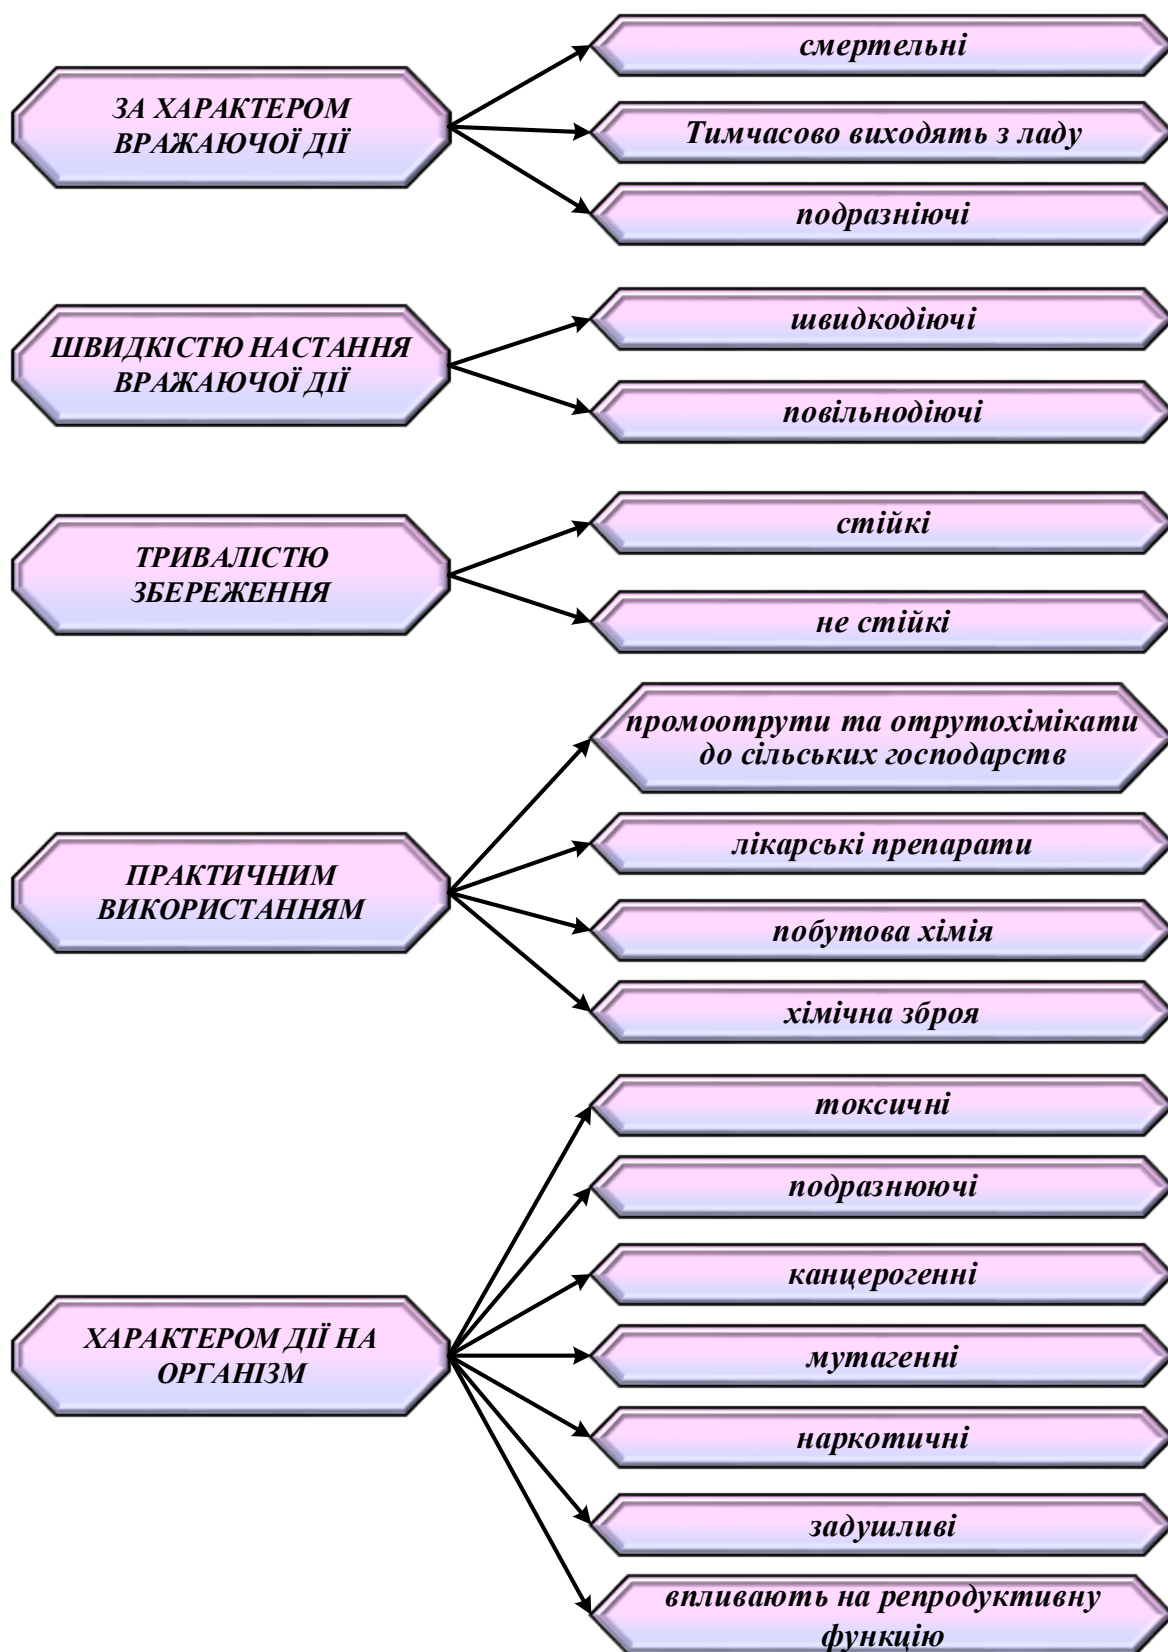 ЗА ХАРАКТЕРОМ
ВРАЖАЮЧОЇ ДІЇ
смертельні
Тимчасово виходять з ладу
подразніючі
ШВИДКІСТЮ НАСТАННЯ
ВРАЖАЮЧОЇ ДІЇ
швидкодіючі
повільнодіючі
ТРИВАЛІСТЮ
ЗБЕРЕЖЕННЯ
стійкі
не стійкі
ПРАКТИЧНИМ
ВИКОРИСТАННЯМ
промоотрути та отрутохімікати
до сільських господарств
лікарські препарати
побутова хімія
хімічна зброя
ХАРАКТЕРОМ ДІЇ НА
ОРГАНІЗМ
токсичні
подразнюючі
канцерогенні
мутагенні
наркотичні
задушливі
впливають на репродуктивну
функцію